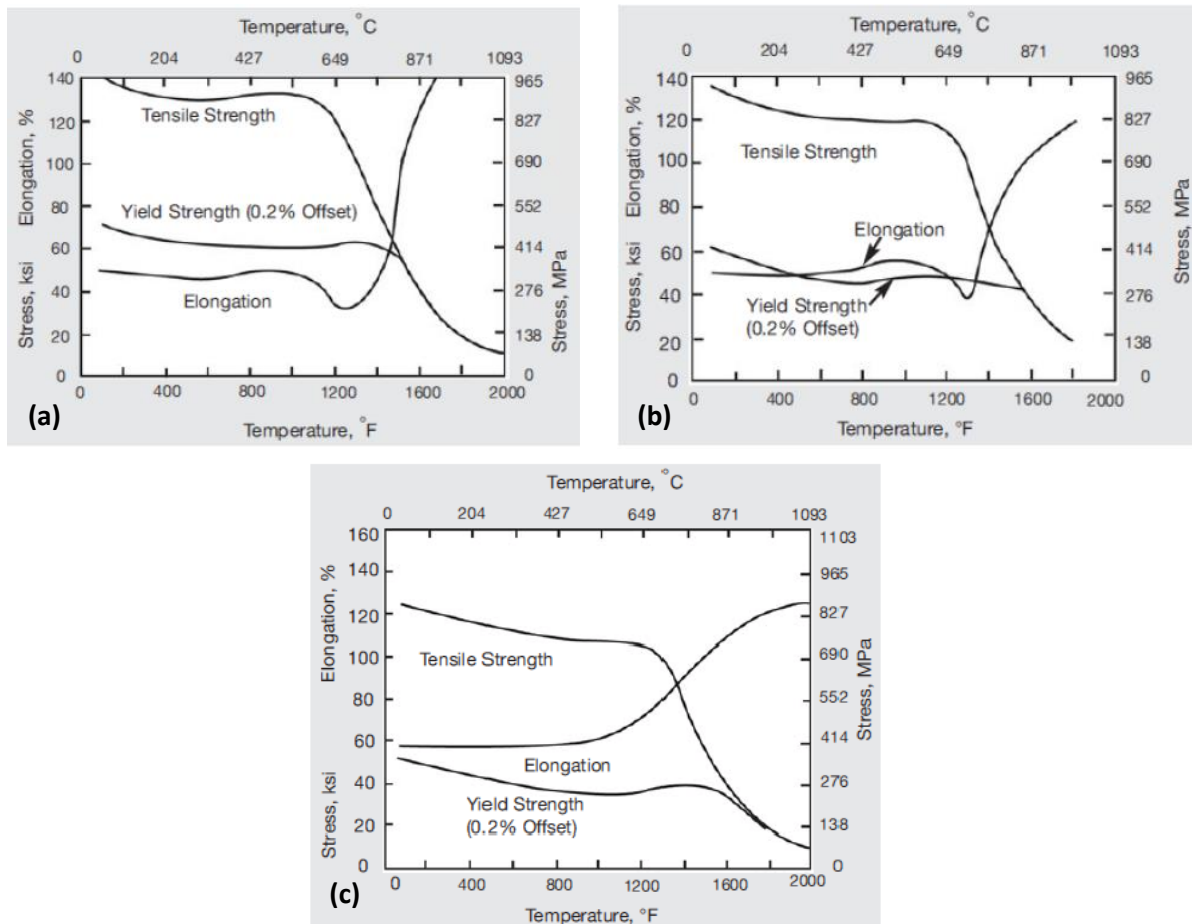 Temperature, °C
0 204 427 649 871 1093
Elongation, %
Stress, ksi
140
120
100
80
60
40
20
0
Tensile Strength
Yield Strength (0.2% Offset)
Elongation
965
827
690
552
414
276
138
0
Stress, MPa
0 400 800 1200 1600 2000
Temperature, °F
(a)
Temperature, °C
0 204 427 649 871 1093
Elongation, %
Stress, ksi
140
120
100
80
60
40
20
0
Tensile Strength
Elongation
Yield Strength
(0.2% Offset)
965
827
690
552
414
276
138
0
Stress, MPa
0 400 800 1200 1600 2000
Temperature, °F
(b)
Temperature, °C
0 204 427 649 871 1093
Elongation, %
Stress, ksi
160
140
120
100
80
60
40
20
0
Tensile Strength
Elongation
Yield Strength
(0.2% Offset)
1103
965
827
690
552
414
276
138
0
Stress, MPa
0 400 800 1200 1600 2000
Temperature, °F
(c)